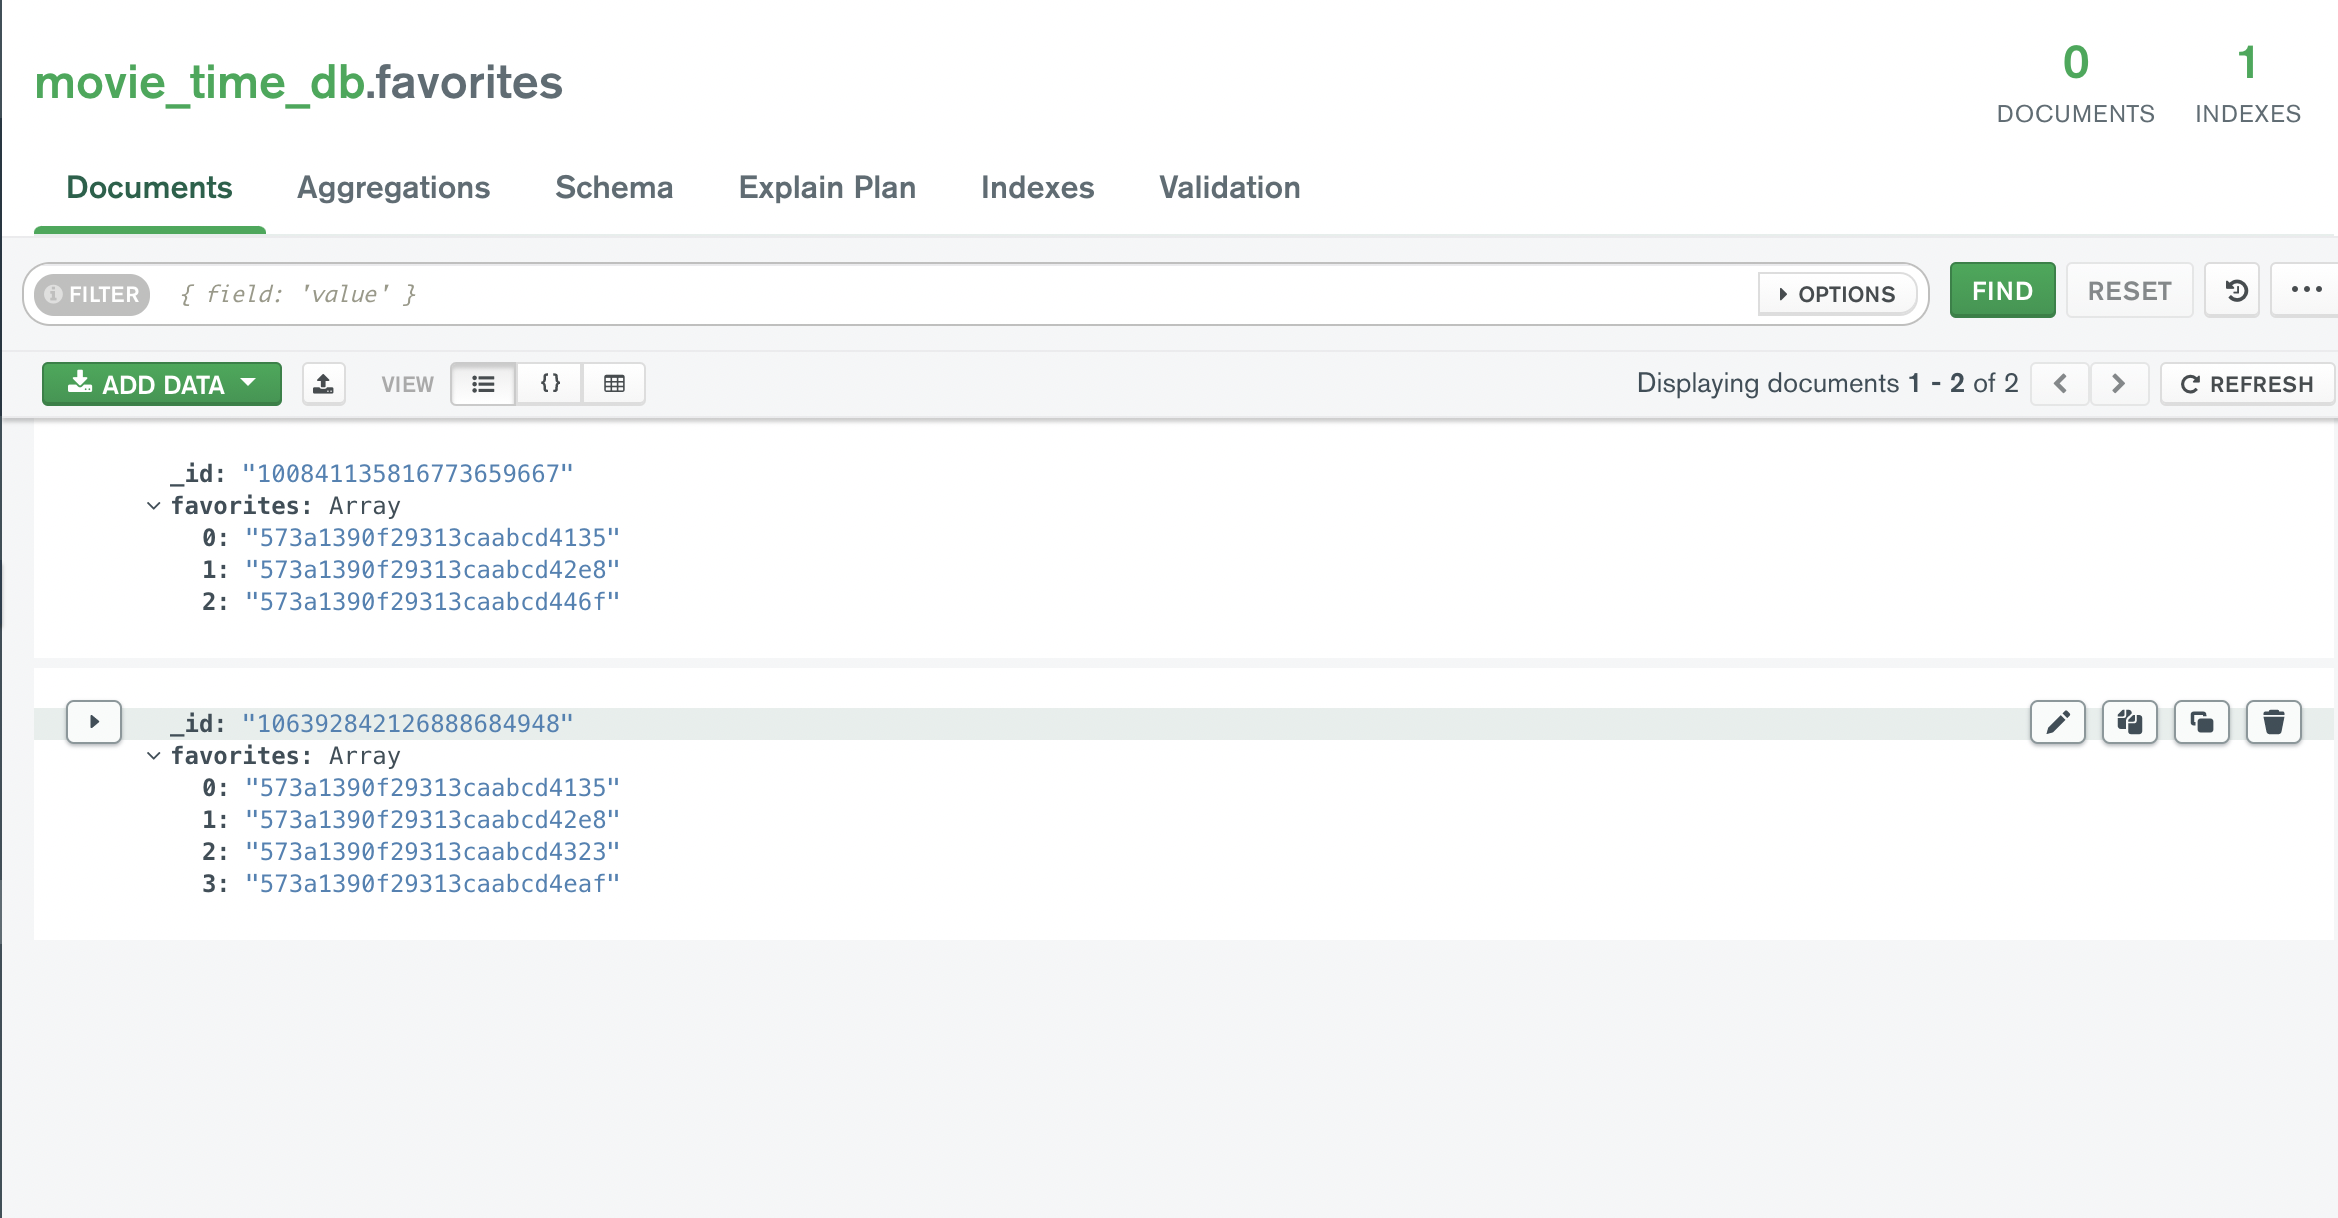 movie_time_db.favorites
0 1
DOCUMENTS INDEXES
Documents Aggregations Schema Explain Plan Indexes Validation
FILTER { field: 'value' } OPTIONS FIND RESET
ADD DATA VIEW {} Displaying documents 1 - 2 of 2 REFRESH
_id: "100841135816773659667"
favorites: Array
0: "573a1390f29313caabcd4135"
1: "573a1390f29313caabcd42e8"
2: "573a1390f29313caabcd446f"
_id: "106392842126888684948"
favorites: Array
0: "573a1390f29313caabcd4135"
1: "573a1390f29313caabcd42e8"
2: "573a1390f29313caabcd4323"
3: "573a1390f29313caabcd4eaf"